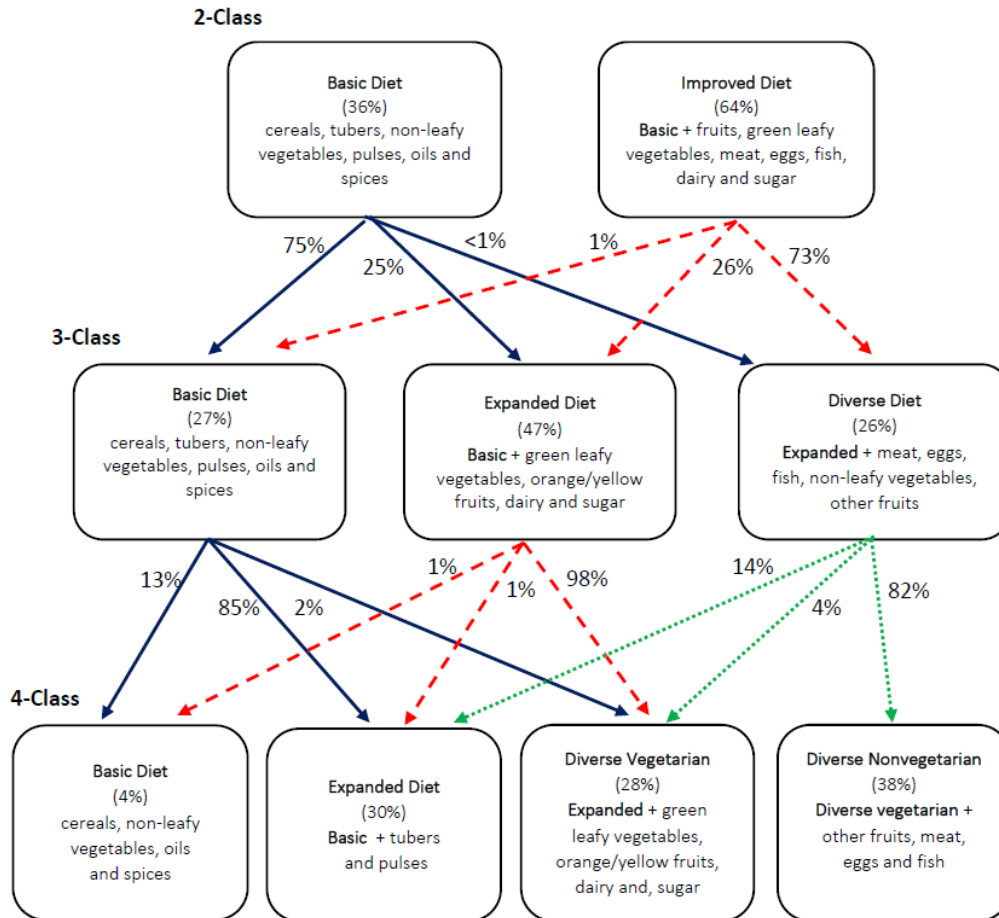 2-Class
Basic Diet
(36%)
cereals, tubers, non-leafy
vegetables, pulses, oils and
spices
Improved Diet
(64%)
Basic + fruits, green leafy
vegetables, meat, eggs, fish,
dairy and sugar
75%
25%
<1%
1%
26%
73%
3-Class
Basic Diet
(27%)
cereals, tubers, non-leafy
vegetables, pulses, oils and
spices
Expanded Diet
(47%)
Basic + green leafy
vegetables, orange/yellow
fruits, dairy and sugar
Diverse Diet
(26%)
Expanded + meat, eggs,
fish, non-leafy vegetables,
other fruits
13%
85%
2%
1%
1%
98%
14%
4%
82%
4-Class
Basic Diet
(4%)
cereals, non-leafy
vegetables, oils
and spices
Expanded Diet
(30%)
Basic + tubers
and pulses
Diverse Vegetarian
(28%)
Expanded + green
leafy vegetables,
orange/yellow fruits,
dairy and, sugar
Diverse Nonvegetarian
(38%)
Diverse vegetarian +
other fruits, meat,
eggs and fish